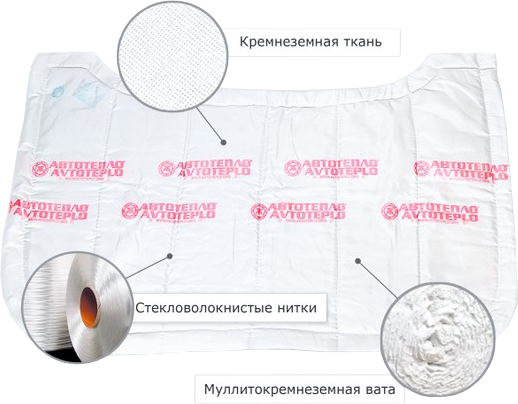 Кремнеземная ткань
АВТОТЕПЛО АВТОТЕПЛО АВТОТЕПЛО АВТОТЕПЛО
AVTOTEPLO AVTOTEPLO AVTOTEPLO AVTOTEPLO
АВТОТЕПЛО АВТОТЕПЛО АВТОТЕПЛО АВТОТЕПЛО
AVTOTEPLO AVTOTEPLO AVTOTEPLO AVTOTEPLO
Стекловолокнистые нитки
Муллитокремнеземная вата